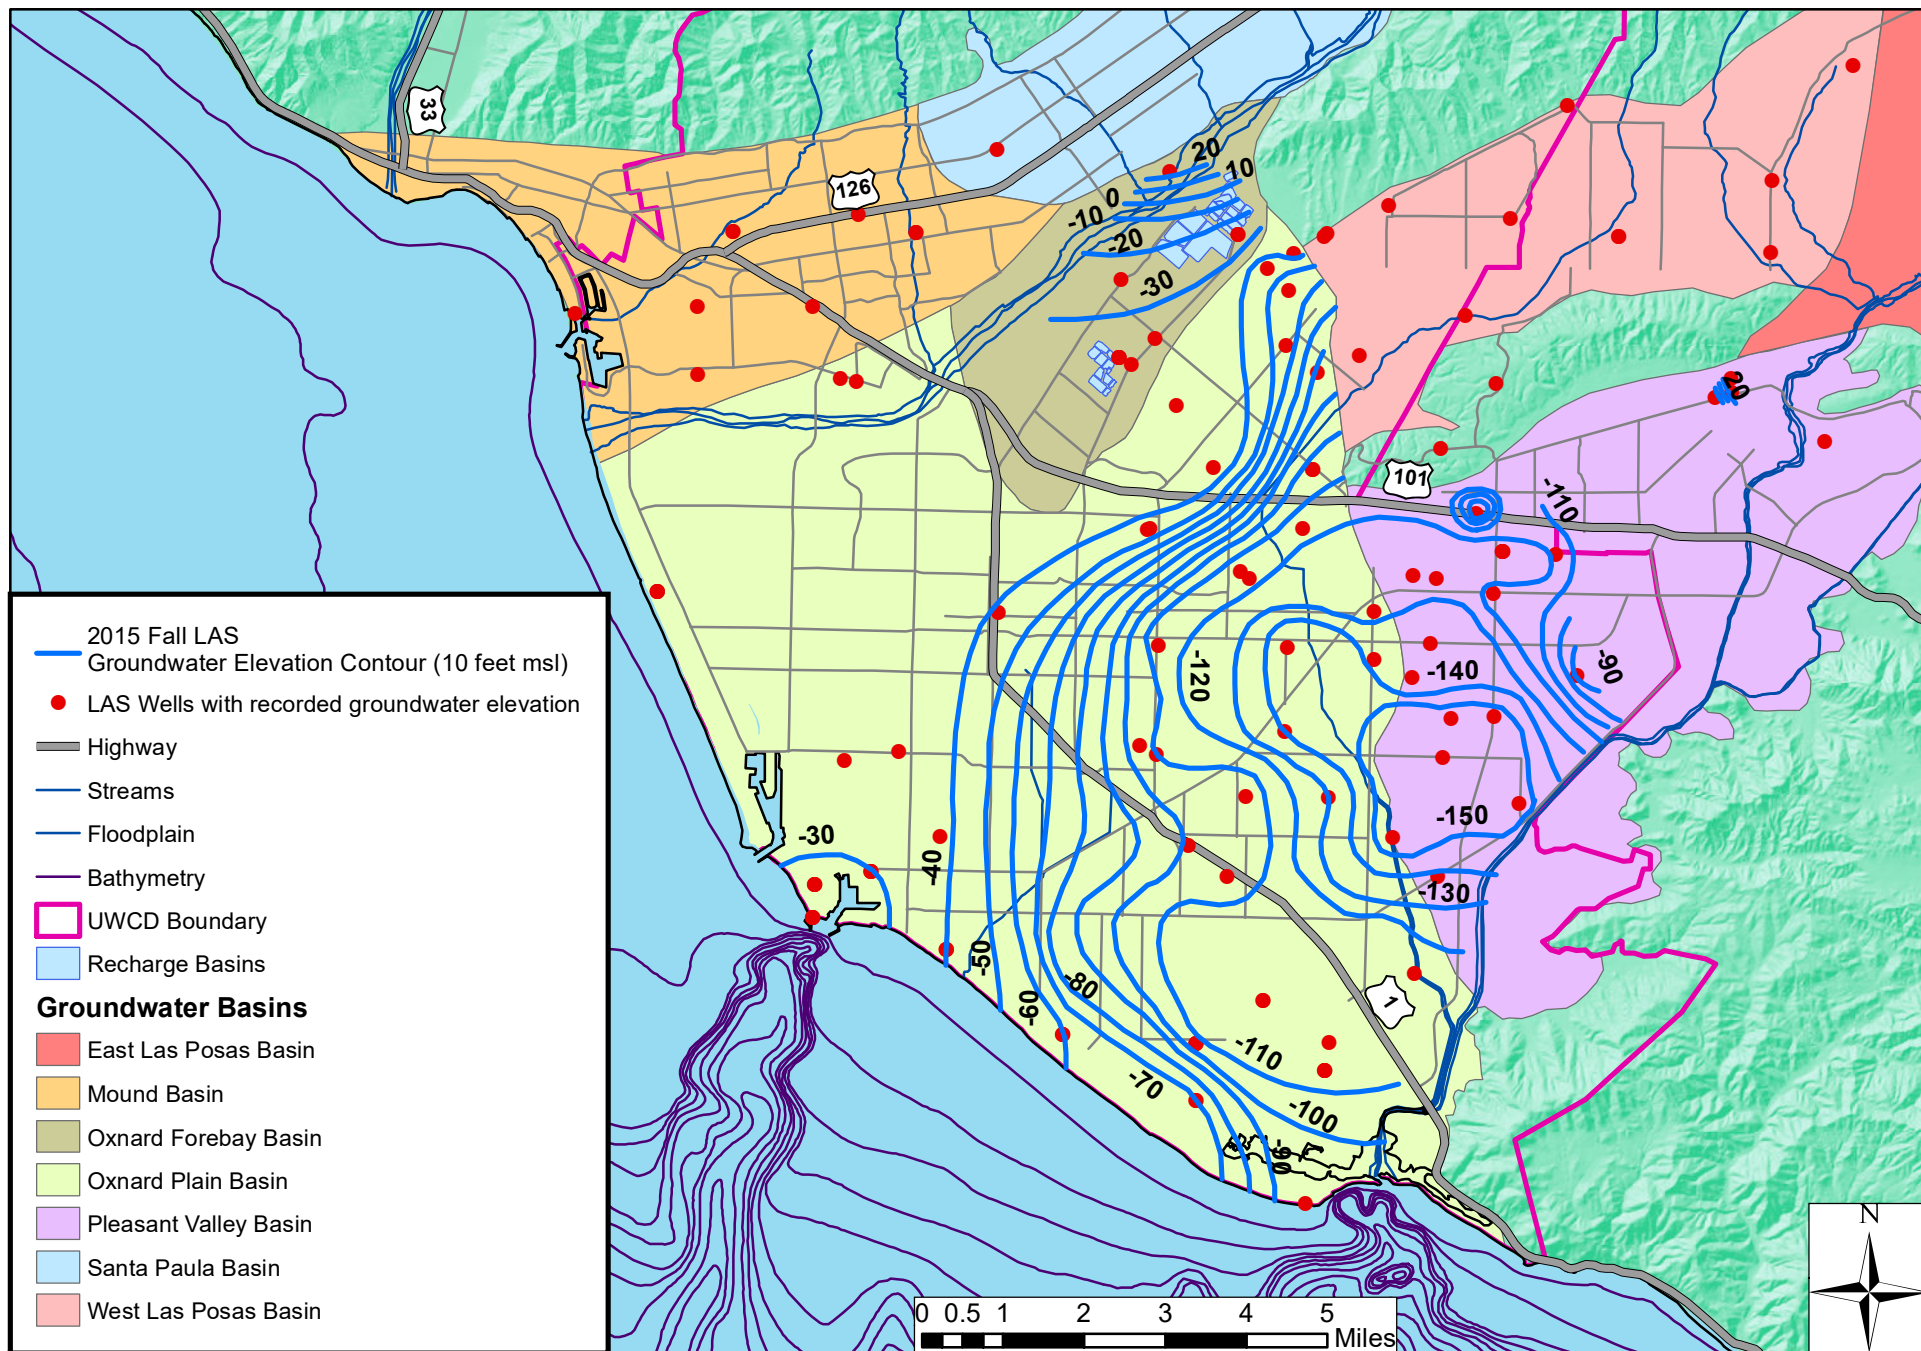 33
126
20
10
0
-10
-20
-30
20
101
-110
-120
-140
-90
-150
-130
-30
-40
-50
-60
-80
-70
-110
-100
-90
1
2015 Fall LAS
Groundwater Elevation Contour (10 feet msl)
LAS Wells with recorded groundwater elevation
Highway
Streams
Floodplain
Bathymetry
UWCD Boundary
Recharge Basins
Groundwater Basins
East Las Posas Basin
Mound Basin
Oxnard Forebay Basin
Oxnard Plain Basin
Pleasant Valley Basin
Santa Paula Basin
West Las Posas Basin
0 0.5 1 2 3 4 5
Miles
N